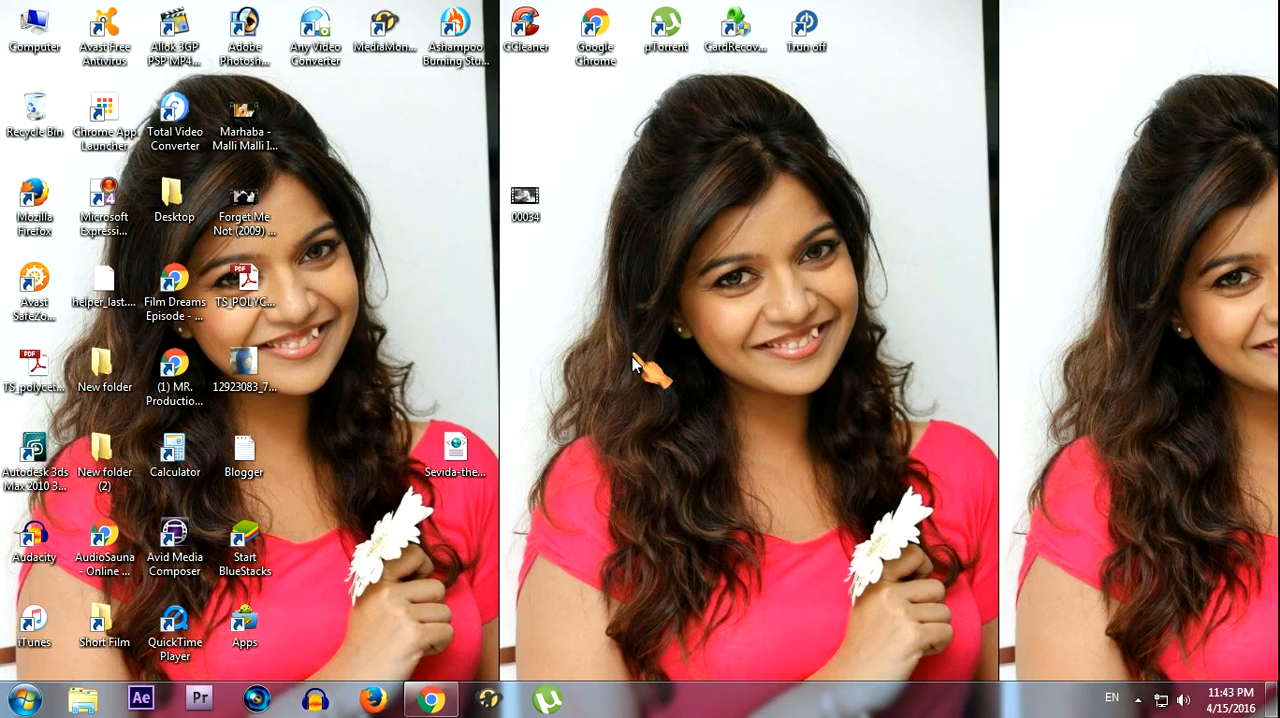 Computer
Avast Free
Antivirus
Allok 3GP
PSP MP4...
Adobe
Photosh...
Any Video
Converter
MediaMon...
Ashampoo
Burning Stu...
CCleaner
Google
Chrome
µTorrent
CardRecov...
Trun off
Recycle Bin
Chrome App
Launcher
Total Video
Converter
Marhaba -
Malli Malli I...
Mozilla
Firefox
Microsoft
Expressi...
Desktop
Forget Me
Not (2009) ...
00034
Avast
SafeZo...
helper_last....
Film Dreams
Episode - ...
PDF
TS_POLYC...
PDF
TS_polycet...
New folder
(1) MR.
Productio...
12923083_7...
Autodesk 3ds
Max 2010 3...
New folder
(2)
Calculator
Blogger
Sevida-the...
Audacity
AudioSauna
- Online ...
Avid Media
Composer
Start
BlueStacks
iTunes
Short Film
QuickTime
Player
Apps
Ae
Pr
EN
11:43 PM
4/15/2016